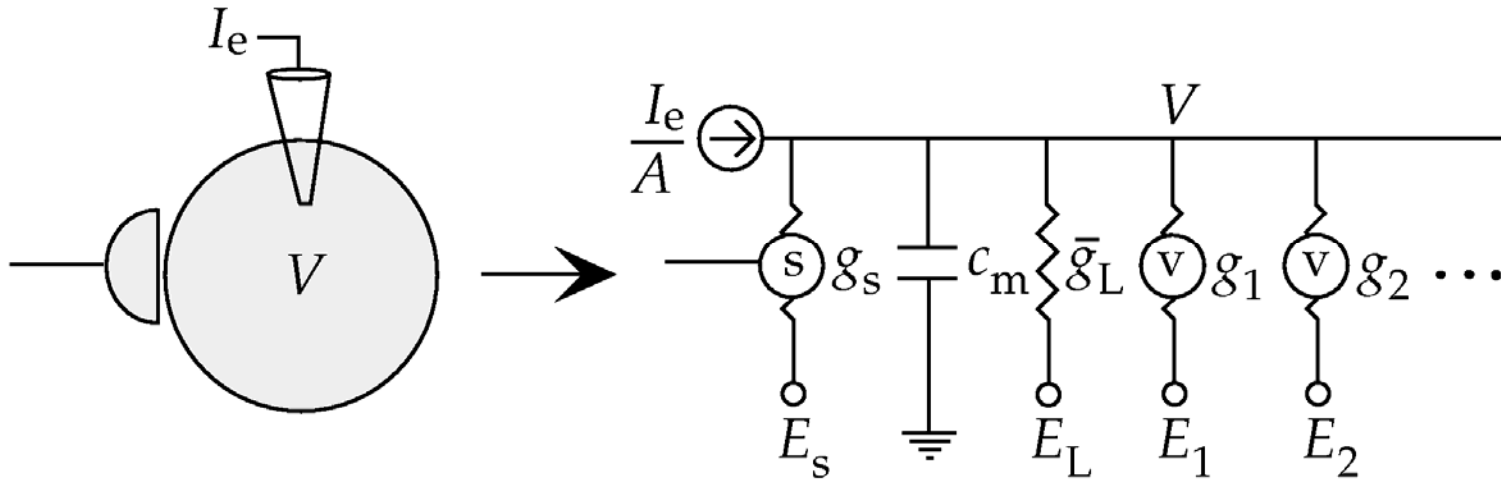 I_e
V
I_e
A
V
s g_s c_m ḡ_L v g_1 v g_2 ...
E_s E_L E_1 E_2